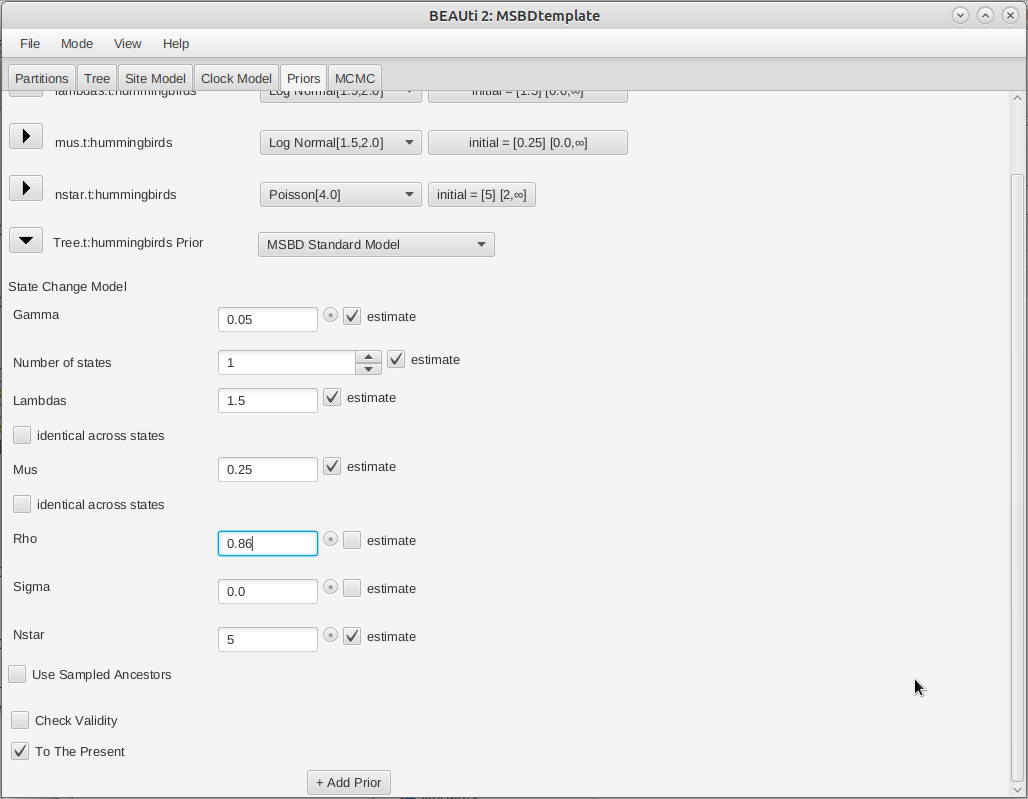 BEAUti 2: MSBDtemplate
File Mode View Help
Partitions Tree Site Model Clock Model Priors MCMC
lambdas.t:hummingbirds Log Normal[1.5,2.0] initial = [1.5] [0.0,∞]
mus.t:hummingbirds Log Normal[1.5,2.0] initial = [0.25] [0.0,∞]
nstar.t:hummingbirds Poisson[4.0] initial = [5] [2,∞]
Tree.t:hummingbirds Prior MSBD Standard Model
State Change Model
Gamma 0.05 estimate
Number of states 1 estimate
Lambdas 1.5 estimate
identical across states
Mus 0.25 estimate
identical across states
Rho 0.86 estimate
Sigma 0.0 estimate
Nstar 5 estimate
Use Sampled Ancestors
Check Validity
To The Present
+ Add Prior